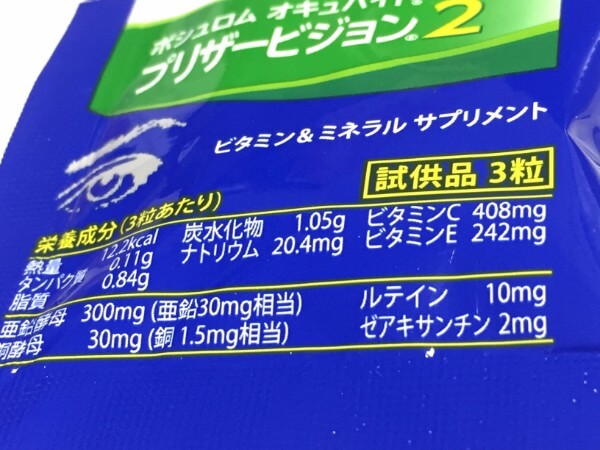 ボシュロム オキュバイト®
プリザービジョン®2
ビタミン&ミネラル サプリメント
試供品 3粒
栄養成分(3粒あたり)
熱量 12.2kcal 炭水化物 1.05g ビタミンC 408mg
タンパク質 0.11g ナトリウム 20.4mg ビタミンE 242mg
脂質 0.84g
亜鉛酵母 300mg (亜鉛30mg相当) ルテイン 10mg
銅酵母 30mg (銅 1.5mg相当) ゼアキサンチン 2mg